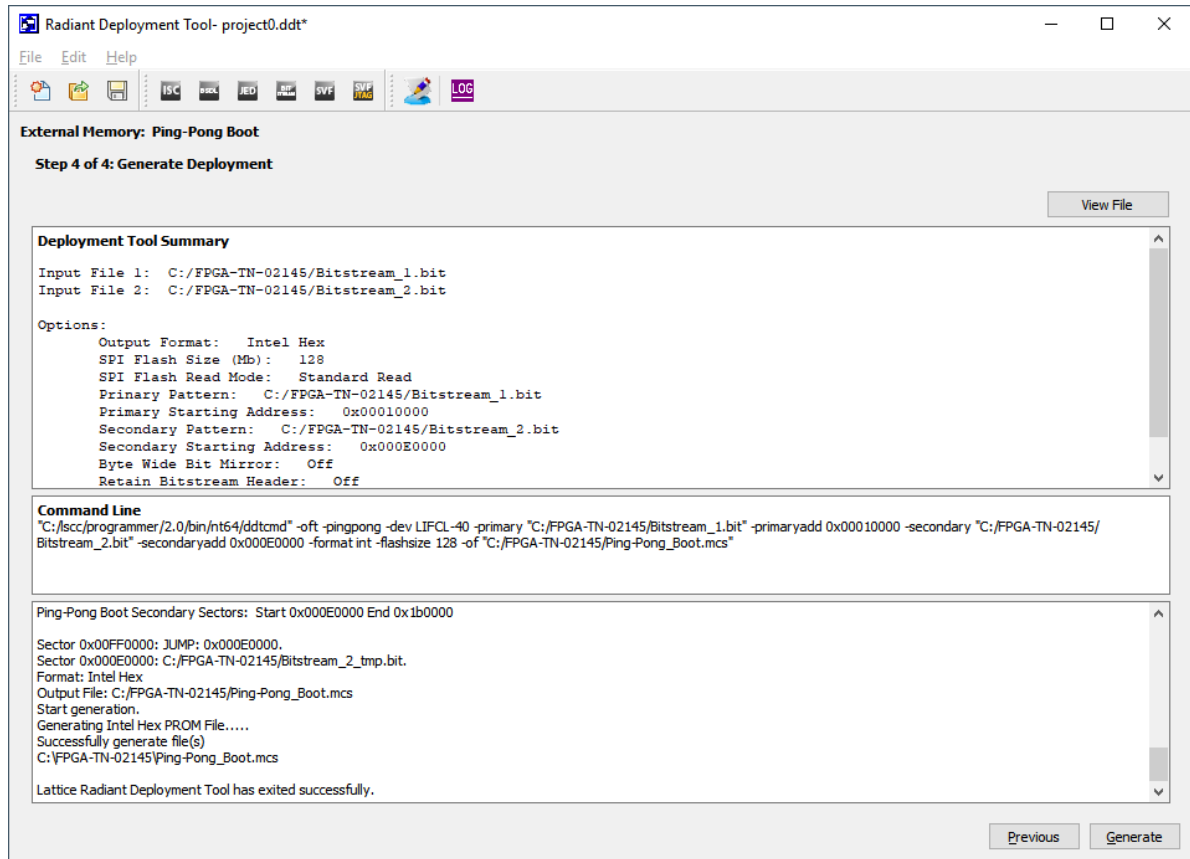 Radiant Deployment Tool- project0.ddt*
File Edit Help
ISC BSDL JED BIT STREAM SVF SVF JTAG LOG
External Memory: Ping-Pong Boot
Step 4 of 4: Generate Deployment
View File
Deployment Tool Summary
Input File 1: C:/FPGA-TN-02145/Bitstream_1.bit
Input File 2: C:/FPGA-TN-02145/Bitstream_2.bit
Options:
Output Format: Intel Hex
SPI Flash Size (Mb): 128
SPI Flash Read Mode: Standard Read
Prinary Pattern: C:/FPGA-TN-02145/Bitstream_1.bit
Primary Starting Address: 0x00010000
Secondary Pattern: C:/FPGA-TN-02145/Bitstream_2.bit
Secondary Starting Address: 0x000E0000
Byte Wide Bit Mirror: Off
Retain Bitstream Header: Off
Command Line
"C:/lscc/programmer/2.0/bin/nt64/ddtcmd" -oft -pingpong -dev LIFCL-40 -primary "C:/FPGA-TN-02145/Bitstream_1.bit" -primaryadd 0x00010000 -secondary "C:/FPGA-TN-02145/
Bitstream_2.bit" -secondaryadd 0x000E0000 -format int -flashsize 128 -of "C:/FPGA-TN-02145/Ping-Pong_Boot.mcs"
Ping-Pong Boot Secondary Sectors: Start 0x000E0000 End 0x1b0000
Sector 0x00FF0000: JUMP: 0x000E0000.
Sector 0x000E0000: C:/FPGA-TN-02145/Bitstream_2_tmp.bit.
Format: Intel Hex
Output File: C:/FPGA-TN-02145/Ping-Pong_Boot.mcs
Start generation.
Generating Intel Hex PROM File.....
Successfully generate file(s)
C:\FPGA-TN-02145\Ping-Pong_Boot.mcs
Lattice Radiant Deployment Tool has exited successfully.
Previous Generate